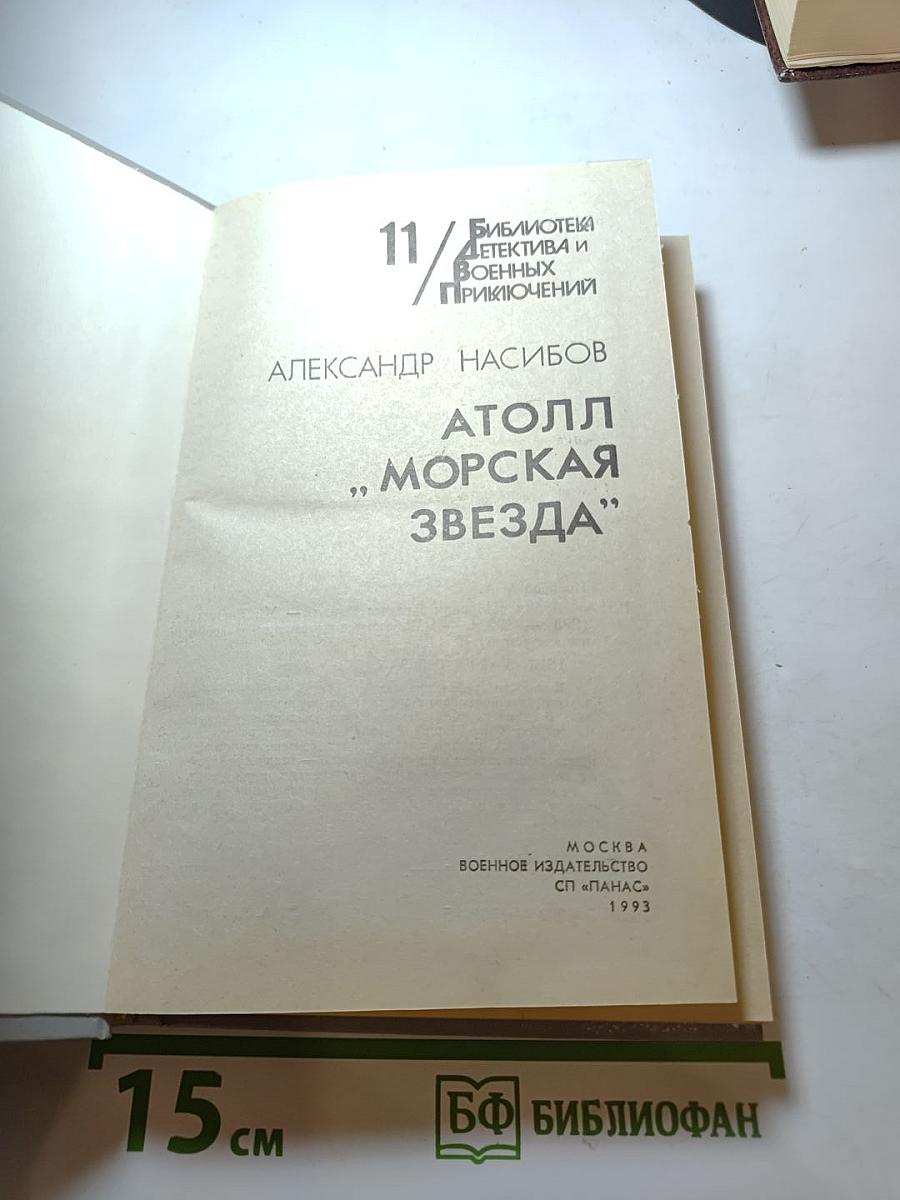 11 / Библиотека
Детектива и
Военных
Приключений
АЛЕКСАНДР НАСИБОВ
АТОЛЛ
„МОРСКАЯ
ЗВЕЗДА”
МОСКВА
ВОЕННОЕ ИЗДАТЕЛЬСТВО
СП «ПАНАС»
1993
15 см
БФ БИБЛИОФАН